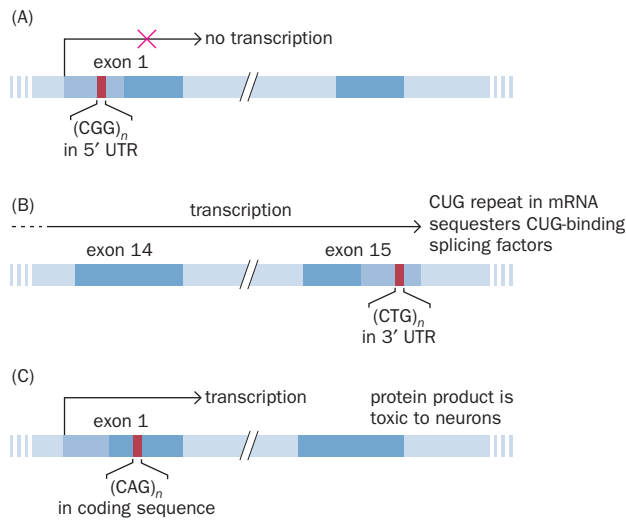 (A)
no transcription
exon 1
(CGG)n
in 5′ UTR
(B)
transcription
CUG repeat in mRNA
sequesters CUG-binding
splicing factors
exon 14
exon 15
(CTG)n
in 3′ UTR
(C)
transcription
protein product is
toxic to neurons
exon 1
(CAG)n
in coding sequence